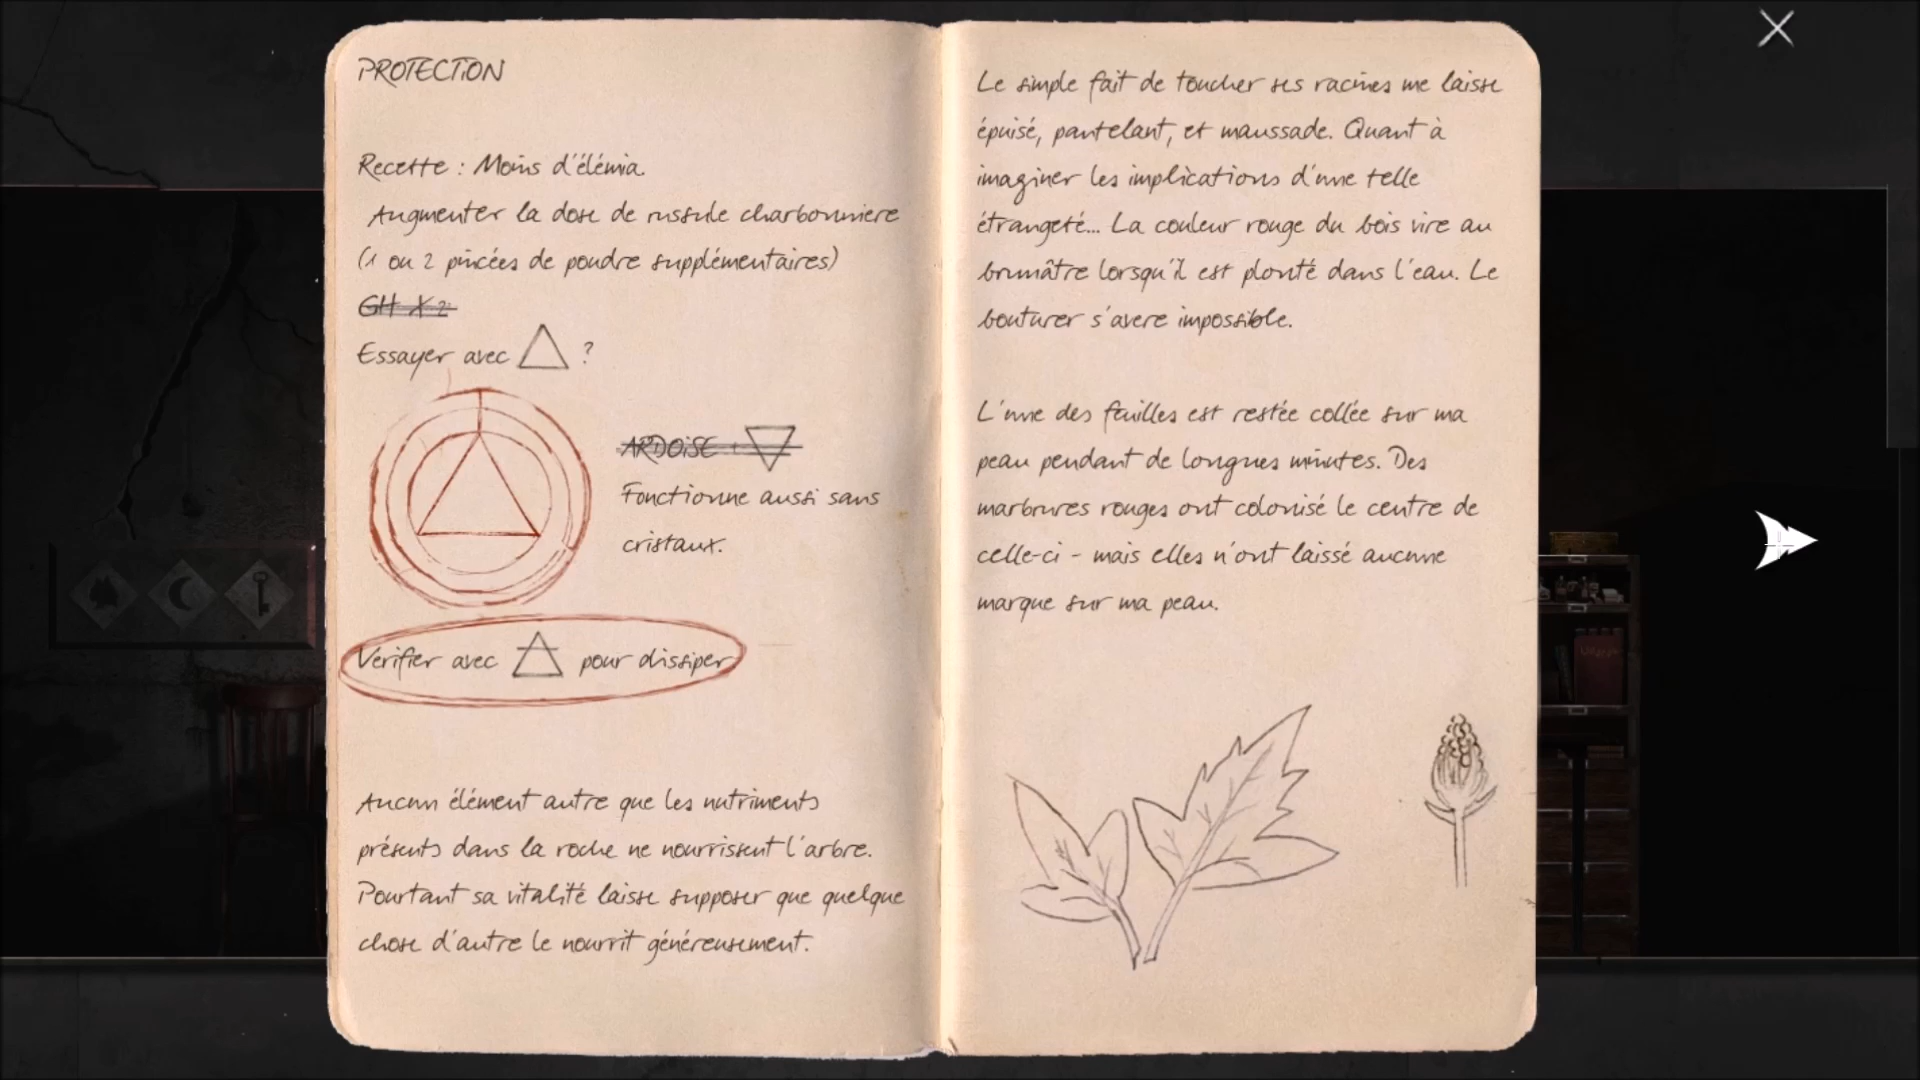 PROTECTION
Recette : Moins d'élémia.
Augmenter la dose de russule charbonniere
(1 ou 2 pincées de poudre supplémentaires)
GH X 2
Essayer avec ?
ARDOISE :
Fonctionne aussi sans
cristaux.
Verifier avec pour dissiper
Aucun élément autre que les nutriments
présents dans la roche ne nourrissent l'arbre.
Pourtant sa vitalité laisse supposer que quelque
chose d'autre le nourrit généreusement.
Le simple fait de toucher ses racines me laisse
épuisé, pantelant, et maussade. Quant à
imaginer les implications d'une telle
étrangeté... La couleur rouge du bois vire au
brunâtre lorsqu'il est planté dans l'eau. Le
bouturer s'avere impossible.
L'une des feuilles est restée collée sur ma
peau pendant de longues minutes. Des
marbrures rouges ont colonisé le centre de
celle-ci - mais elles n'ont laissé aucune
marque sur ma peau.